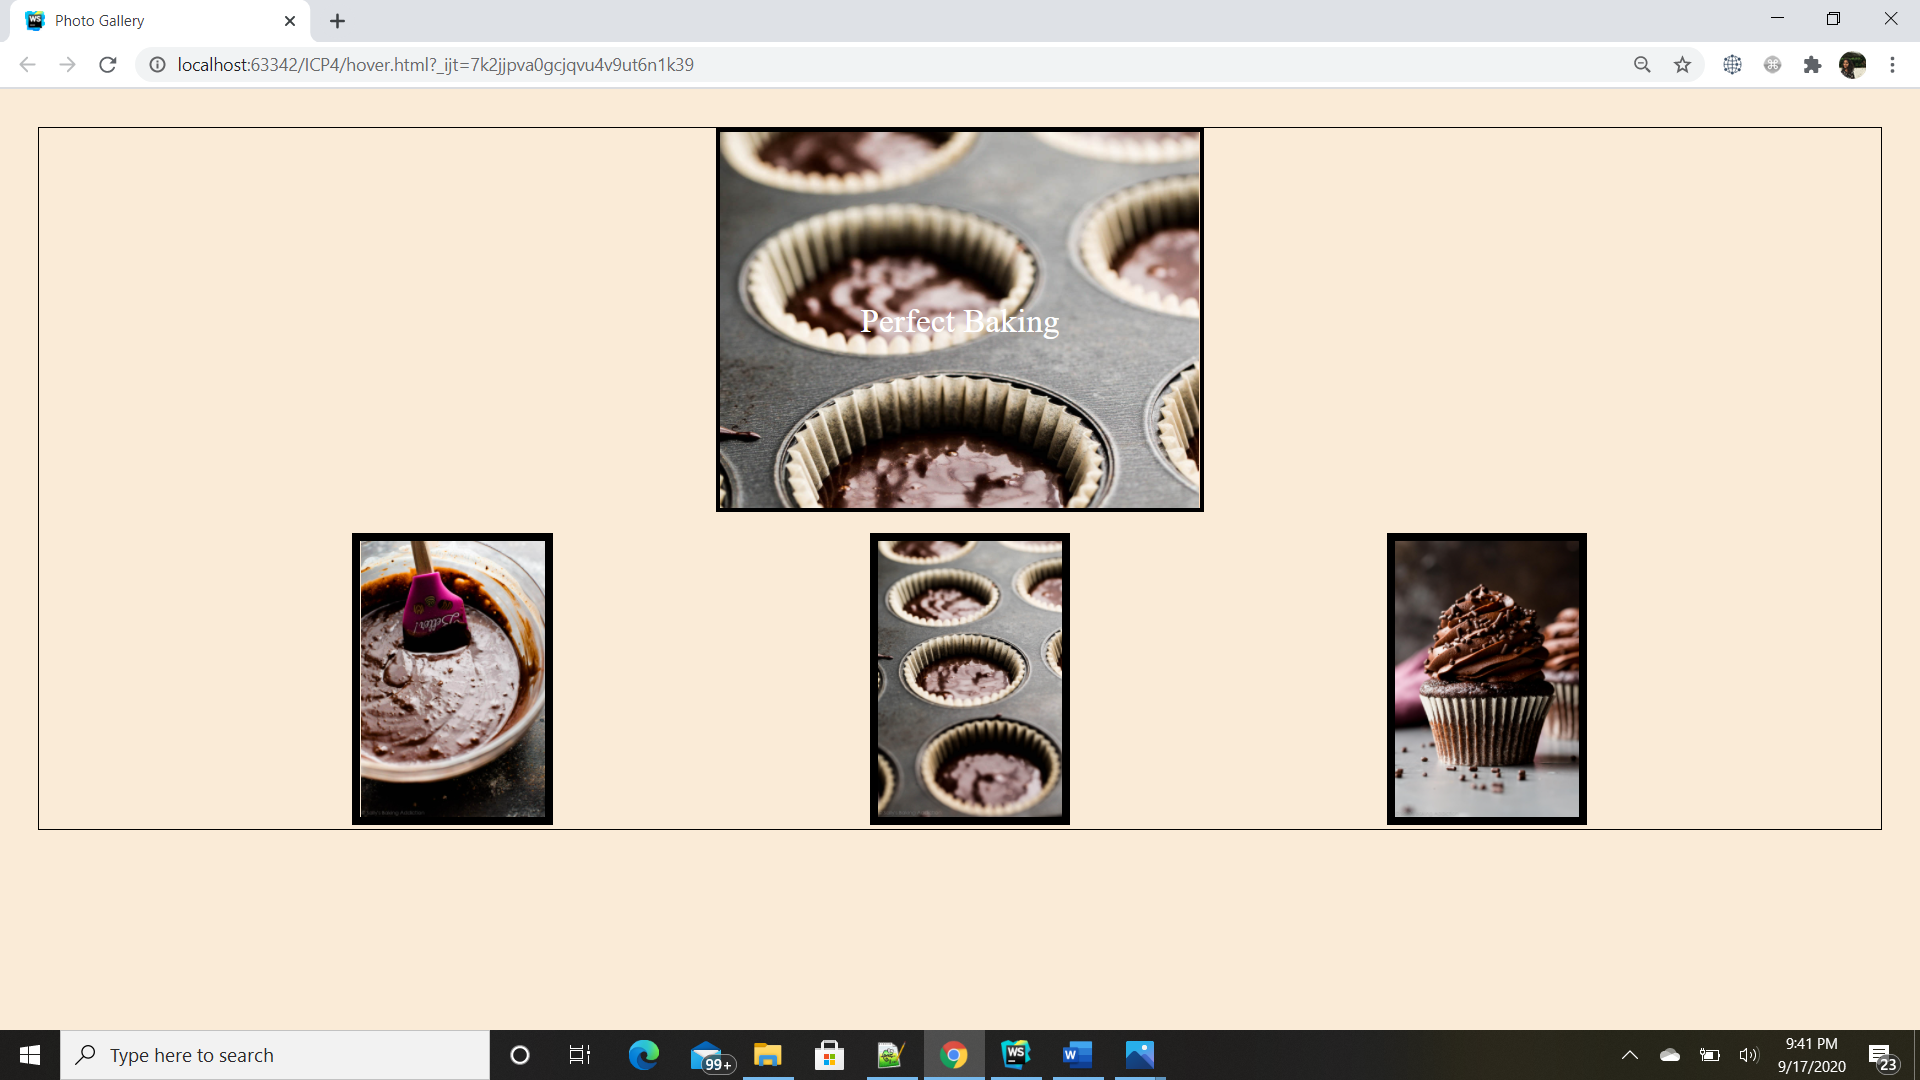 Photo Gallery
localhost:63342/ICP4/hover.html?_ijt=7k2jjpva0gcjqvu4v9ut6n1k39
Perfect Baking
Type here to search
99+
WS
W
9:41 PM
9/17/2020
23